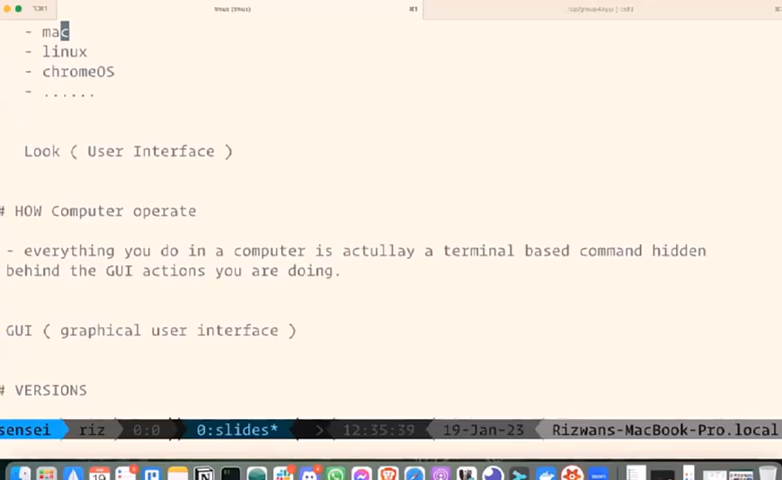 tmux (tmux)
- mac
- linux
- chromeOS
- ......
Look ( User Interface )
# HOW Computer operate
- everything you do in a computer is actullay a terminal based command hidden
behind the GUI actions you are doing.
GUI ( graphical user interface )
# VERSIONS
sensei riz 0:0 0:slides* > 12:35:39 19-Jan-23 Rizwans-MacBook-Pro.local